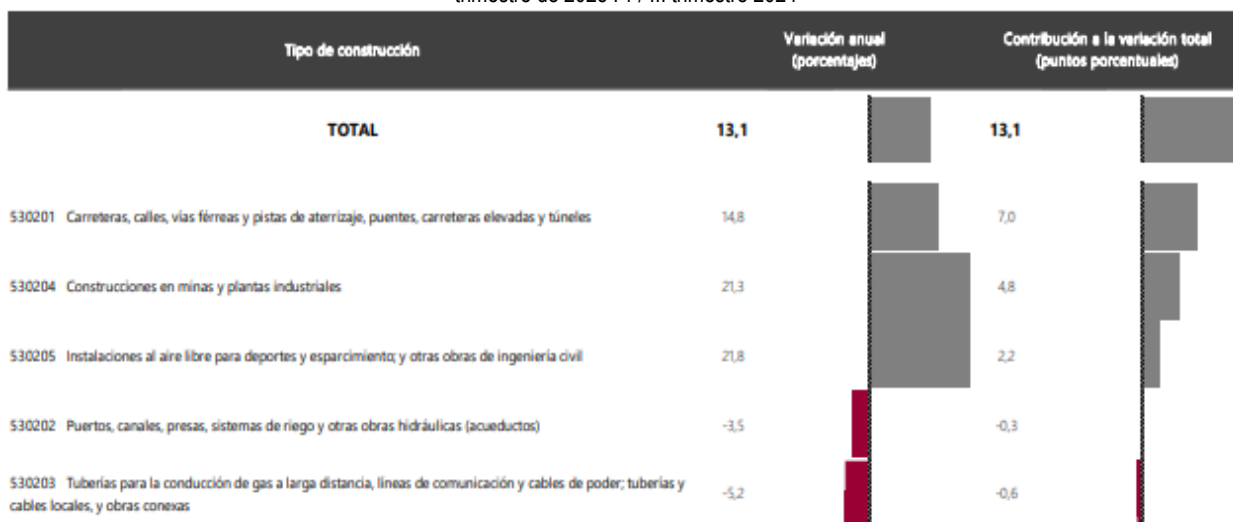 Tipo de construcción
Variación anual
(porcentajes)
Contribución a la variación total
(puntos porcentuales)
TOTAL 13,1 13,1
530201 Carreteras, calles, vías férreas y pistas de aterrizaje, puentes, carreteras elevadas y túneles 14,8 7,0
530204 Construcciones en minas y plantas industriales 21,3 4,8
530205 Instalaciones al aire libre para deportes y esparcimiento; y otras obras de ingeniería civil 21,8 2,2
530202 Puertos, canales, presas, sistemas de riego y otras obras hidráulicas (acueductos) -3,5 -0,3
530203 Tuberías para la conducción de gas a larga distancia, líneas de comunicación y cables de poder; tuberías y
cables locales, y obras conexas -5,2 -0,6